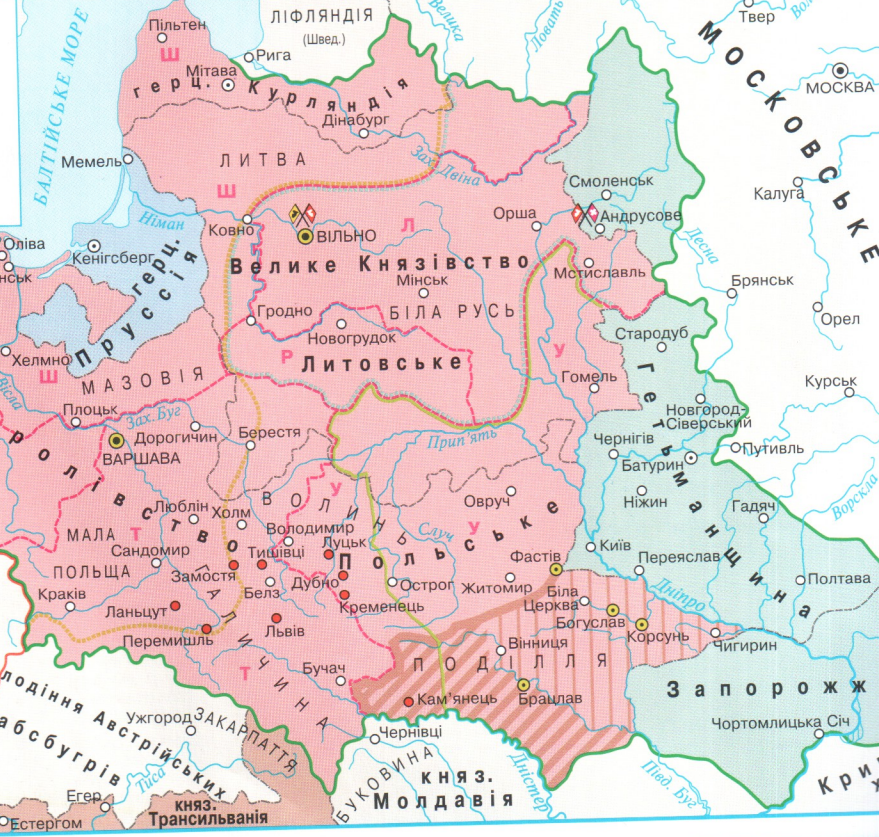 ЛІФЛЯНДІЯ
(Швед.)
Пільтен
Рига
Ш
Мітава
герц. Курляндія
Дінабург
БАЛТІЙСЬКЕ МОРЕ
Велика
Ловать
Твер
МОСКОВСЬКЕ
МОСКВА
Мемель
ЛИТВА
Зах. Двіна
Ш
Смоленськ
Калуга
Німан
Ковно
ВІЛЬНО
Л
Орша
Андрусове
Оліва
нськ
Кенігсберг
герц.
Пруссія
Велике Князівство
Мстиславль
Десна
Брянськ
Мінськ
БІЛА РУСЬ
Гродно
Новогрудок
Орел
Стародуб
Хелмно
Ш
Р
Литовське
У
МАЗОВІЯ
Гомель
Курськ
Вісла
Плоцьк
Зах. Буг
Новгород-
Сіверський
Дорогичин
Берестя
Прип'ять
Чернігів
Путивль
ВАРШАВА
Батурин
Гетьманщина
ролівство
ВОЛИНЬ
У
Овруч
Ніжин
Гадяч
Ворскла
Люблін
Холм
МАЛА
ПОЛЬЩА
Т
Володимир
Случ
У
Сандомир
Тишівці
Луцьк
Польське
Фастів
Київ
Замостя
Белз
Дубно
Острог
Житомир
Переяслав
Полтава
Краків
Кременець
Біла
Церква
Дніпро
Ланьцут
Богуслав
Львів
Корсунь
Перемишль
ГАЛИЧИНА
Вінниця
Чигирин
Т
Бучач
ПОДІЛЛЯ
Запорожж
Кам'янець
Брацлав
лодіння Австрійських
абсбургів
Ужгород
ЗАКАРПАТТЯ
Чернівці
Чортомлицька Січ
БУКОВИНА
княз.
Молдавія
Дністер
Півд. Буг
Тиса
Егер
княз.
Трансильванія
Естергом
Кри